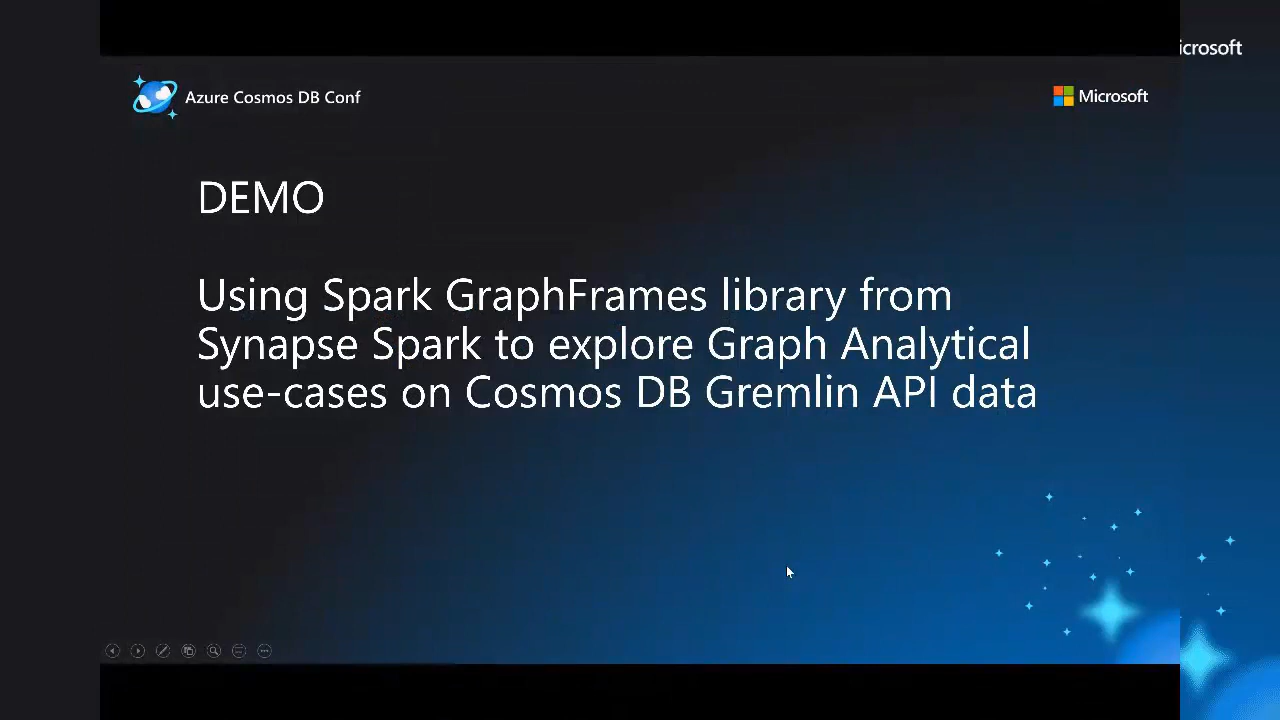 Azure Cosmos DB Conf
Microsoft
icrosoft
DEMO
Using Spark GraphFrames library from
Synapse Spark to explore Graph Analytical
use-cases on Cosmos DB Gremlin API data